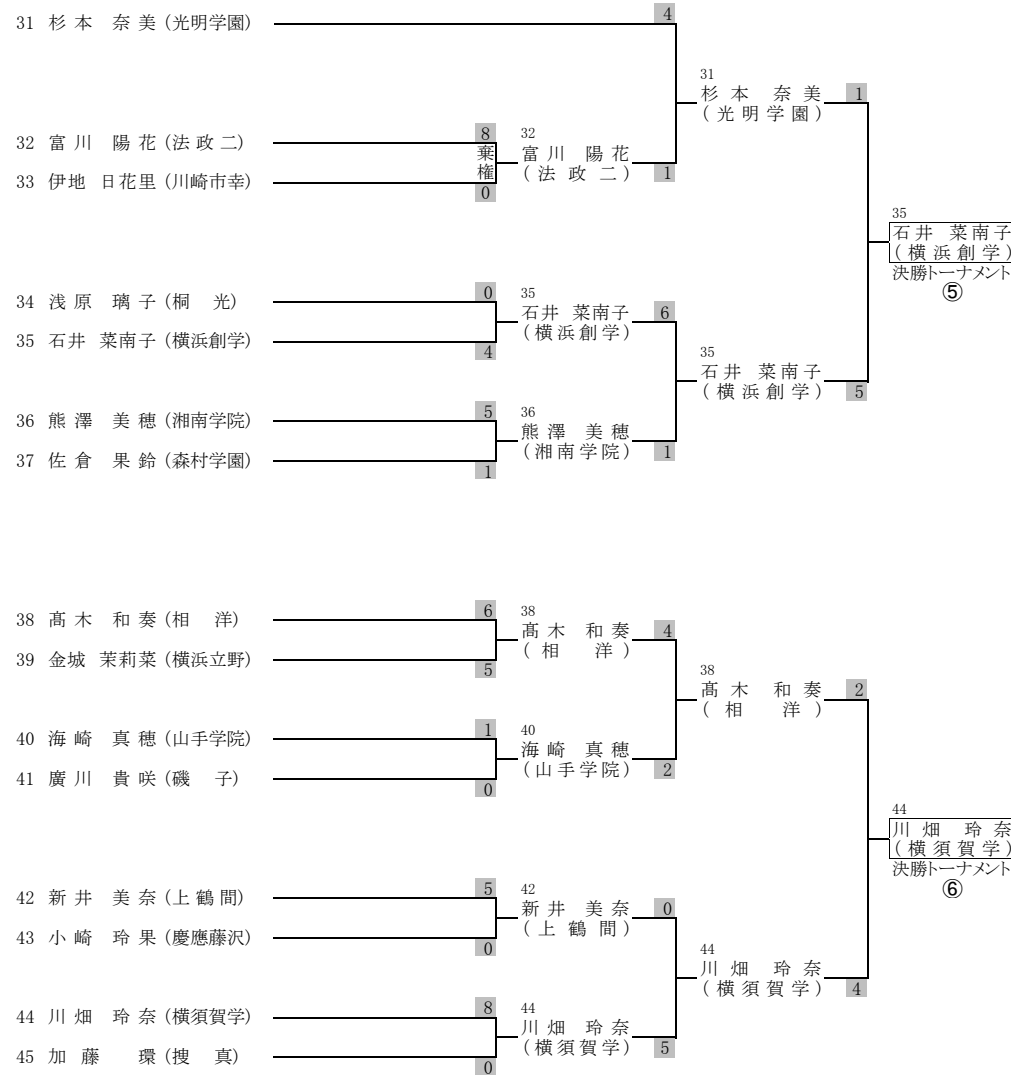 31 杉本 奈美 (光明学園)
4
31
杉本 奈美
(光明学園)
1
32 富川 陽花 (法政二)
8
棄権
32
富川 陽花
(法政二)
1
33 伊地 日花里 (川崎市幸)
0
35
石井 菜南子
(横浜創学)
決勝トーナメント
⑤
34 浅原 璃子 (桐 光)
0
35
石井 菜南子
(横浜創学)
6
35 石井 菜南子 (横浜創学)
4
35
石井 菜南子
(横浜創学)
5
36 熊澤 美穂 (湘南学院)
5
36
熊澤 美穂
(湘南学院)
1
37 佐倉 果鈴 (森村学園)
1
38 髙木 和奏 (相 洋)
6
38
髙木 和奏
(相 洋)
4
39 金城 茉莉菜 (横浜立野)
5
38
髙木 和奏
(相 洋)
2
40 海崎 真穂 (山手学院)
1
40
海崎 真穂
(山手学院)
2
41 廣川 貴咲 (磯 子)
0
44
川畑 玲奈
(横須賀学)
決勝トーナメント
⑥
42 新井 美奈 (上鶴間)
5
42
新井 美奈
(上鶴間)
0
43 小崎 玲果 (慶應藤沢)
0
44
川畑 玲奈
(横須賀学)
4
44 川畑 玲奈 (横須賀学)
8
44
川畑 玲奈
(横須賀学)
5
45 加藤 環 (捜 真)
0